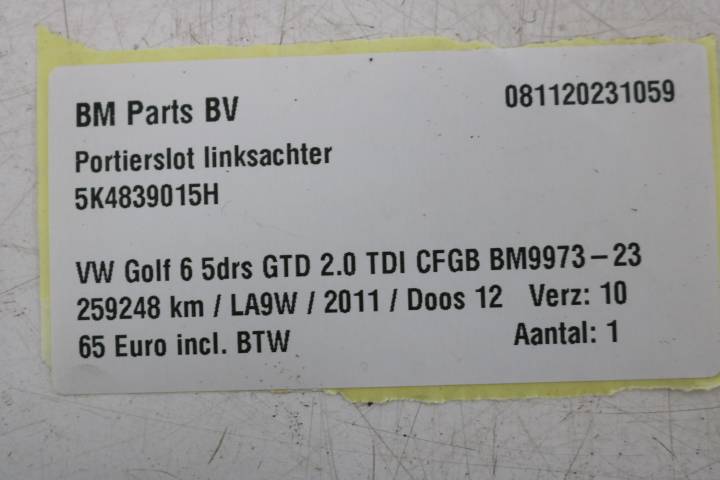 BM Parts BV 081120231059
Portierslot linksachter
5K4839015H
VW Golf 6 5drs GTD 2.0 TDI CFGB BM9973-23
259248 km / LA9W / 2011 / Doos 12 Verz: 10
65 Euro incl. BTW Aantal: 1